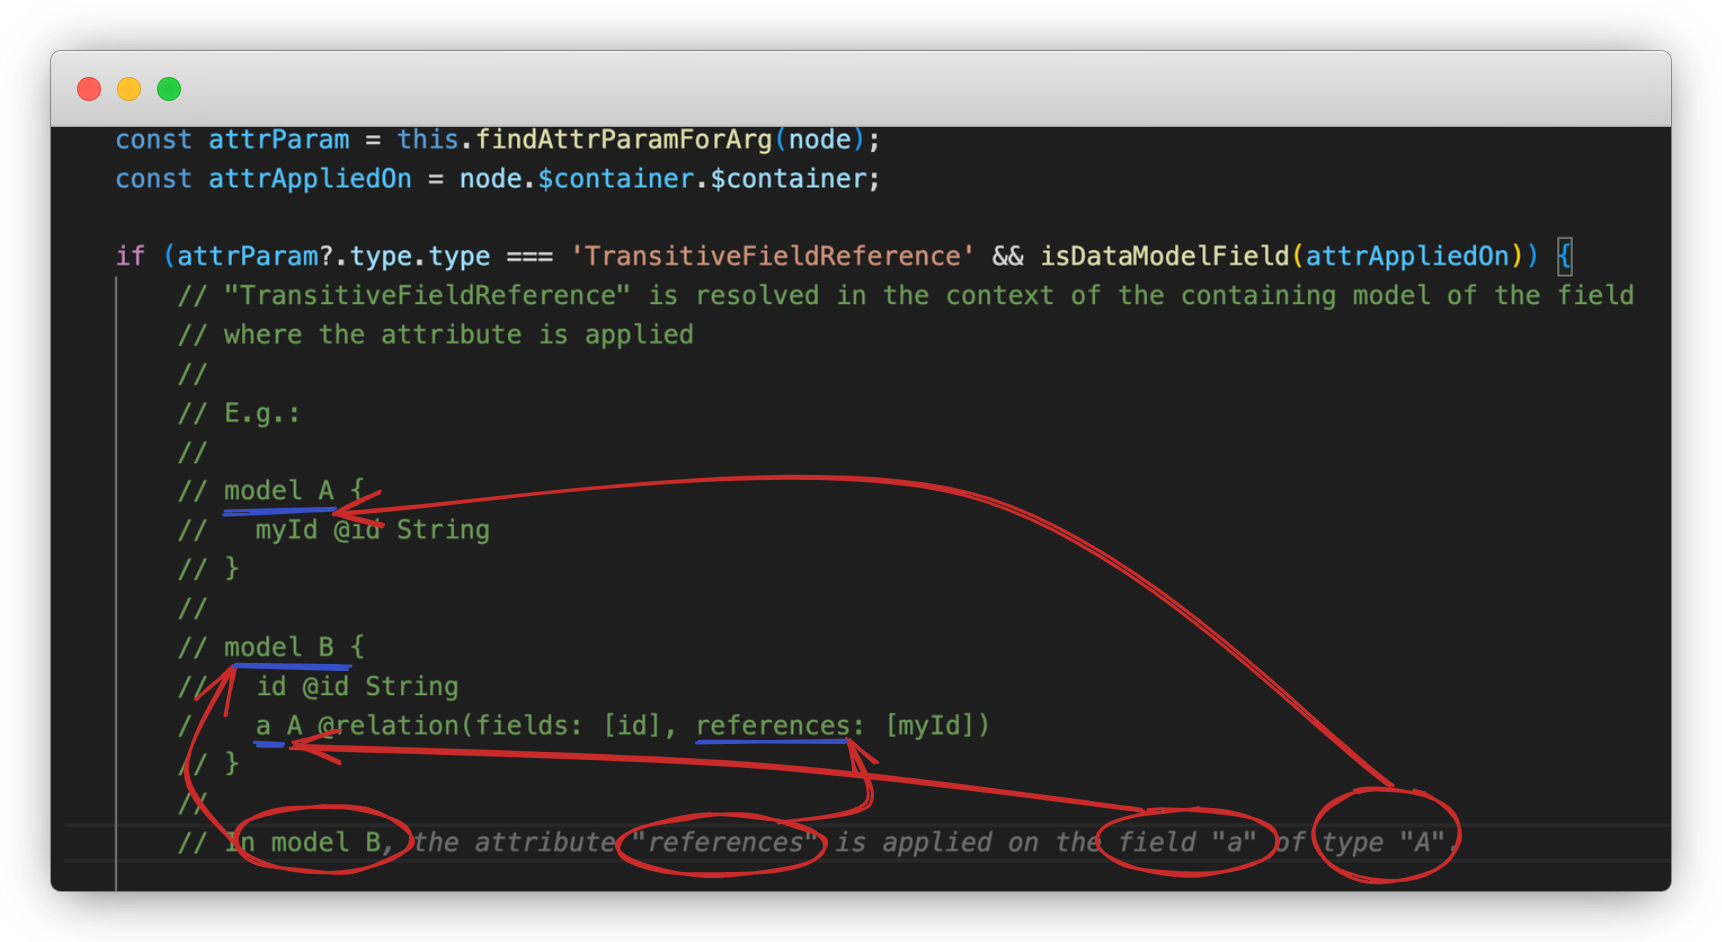 const attrParam = this.findAttrParamForArg(node);
const attrAppliedOn = node.$container.$container;
if (attrParam?.type.type === 'TransitiveFieldReference' && isDataModelField(attrAppliedOn)) {
// "TransitiveFieldReference" is resolved in the context of the containing model of the field
// where the attribute is applied
//
// E.g.:
//
// model A {
//   myId @id String
// }
//
// model B {
//   id @id String
//   a A @relation(fields: [id], references: [myId])
// }
//
// In model B, the attribute "references" is applied on the field "a" of type "A".